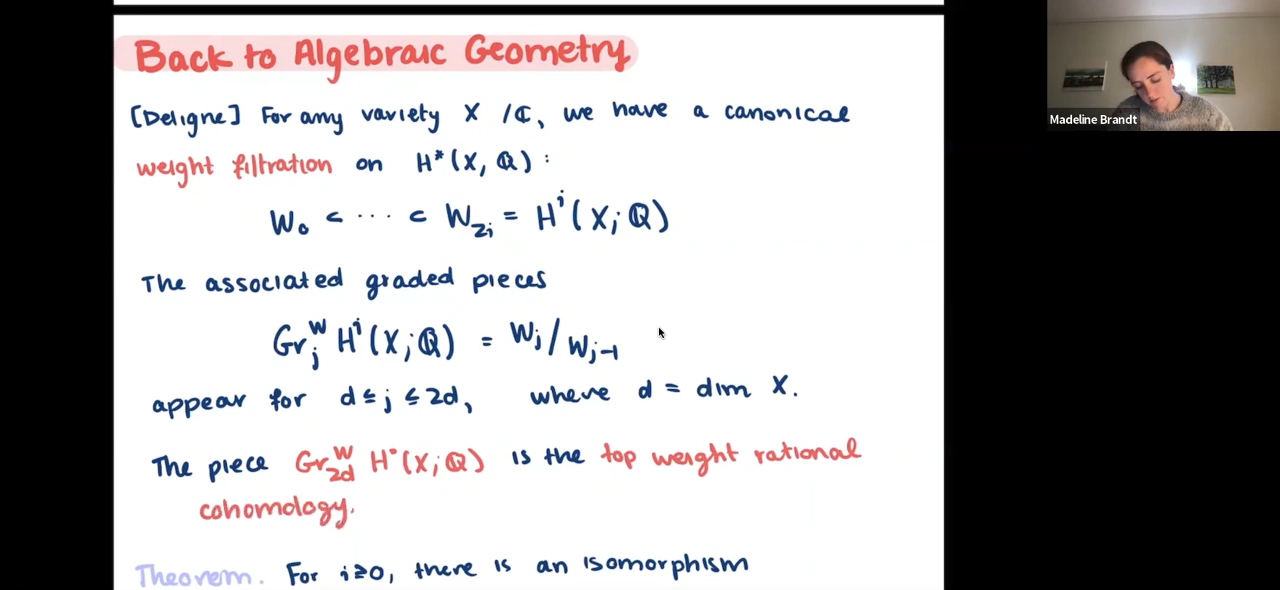 Back to Algebraic Geometry
[Deligne] For any variety X /ℂ, we have a canonical
weight filtration on H*(X, ℚ):
W₀ ⊂ ··· ⊂ W₂ᵢ = Hⁱ(X; ℚ)
The associated graded pieces
Grⱼᵂ Hⁱ(X; ℚ) = Wⱼ / Wⱼ₋₁
appear for d ≤ j ≤ 2d, where d = dim X.
The piece Gr₂dᵂ H˙(X; ℚ) is the top weight rational
cohomology.
Theorem. For i≥0, there is an isomorphism
Madeline Brandt